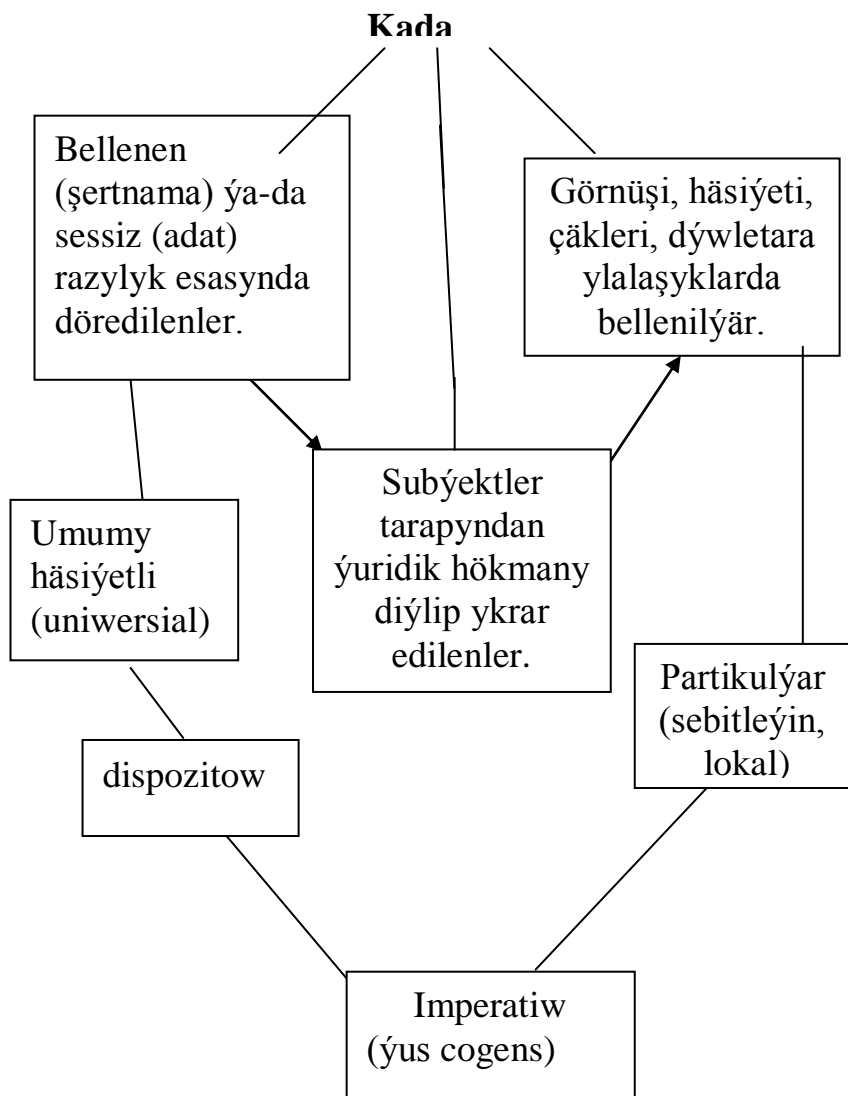 Kada
Bellenen
(şertnama) ýa-da
sessiz (adat)
razylyk esasynda
döredilenler.
Görnüşi, häsiýeti,
çäkleri, dýwletara
ylalaşyklarda
bellenilýär.
Subýektler
tarapyndan
ýuridik hökmany
diýlip ykrar
edilenler.
Umumy
häsiýetli
(uniwersial)
Partikulýar
(sebitleýin,
lokal)
dispozitow
Imperatiw
(ýus cogens)